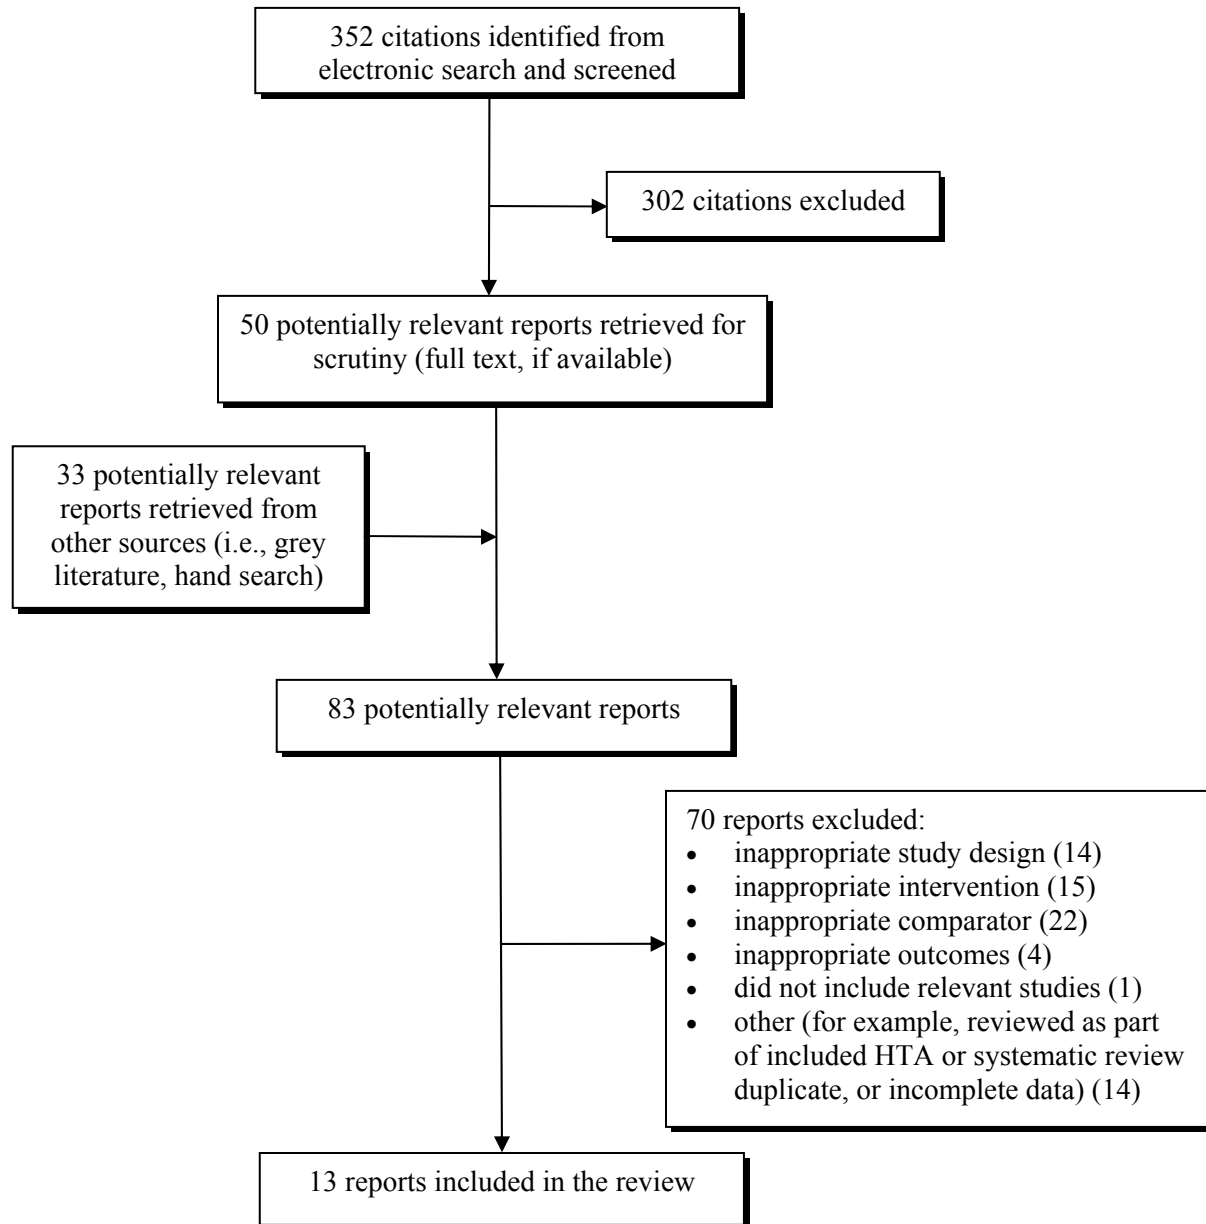 352 citations identified from
electronic search and screened
302 citations excluded
50 potentially relevant reports retrieved for
scrutiny (full text, if available)
33 potentially relevant
reports retrieved from
other sources (i.e., grey
literature, hand search)
83 potentially relevant reports
70 reports excluded:
• inappropriate study design (14)
• inappropriate intervention (15)
• inappropriate comparator (22)
• inappropriate outcomes (4)
• did not include relevant studies (1)
• other (for example, reviewed as part
of included HTA or systematic review
duplicate, or incomplete data) (14)
13 reports included in the review